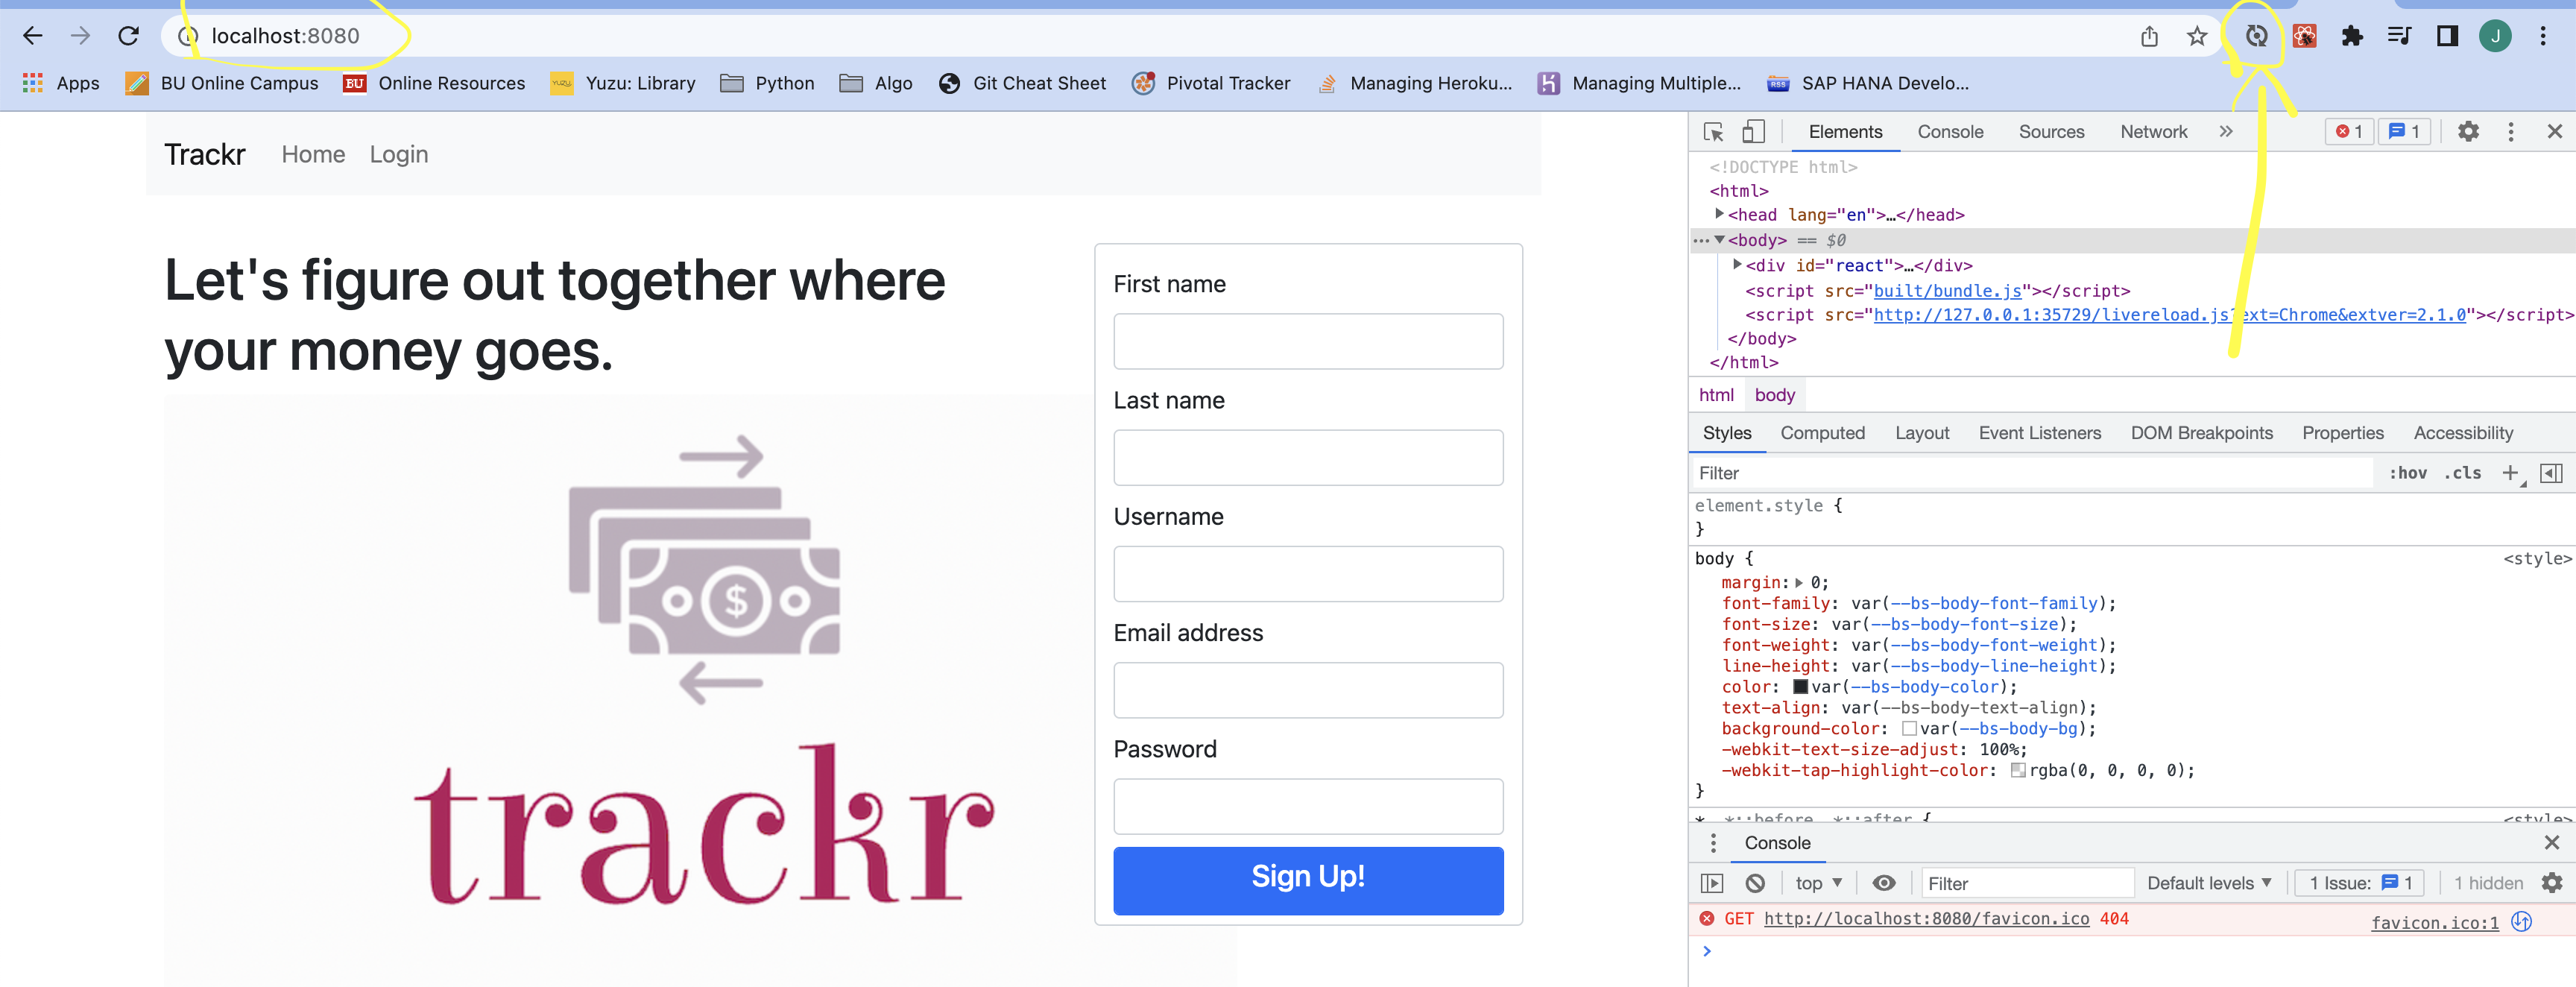 localhost:8080
J
Apps BU Online Campus BU Online Resources YUZU Yuzu: Library Python Algo Git Cheat Sheet Pivotal Tracker Managing Heroku... Managing Multiple... RSS SAP HANA Develo...
Trackr Home Login
Let's figure out together where
your money goes.
$
trackr
First name
Last name
Username
Email address
Password
Sign Up!
Elements Console Sources Network » 1 1
<!DOCTYPE html>
<html>
<head lang="en">…</head>
<body> == $0
<div id="react">…</div>
<script src="built/bundle.js"></script>
<script src="http://127.0.0.1:35729/livereload.js?ext=Chrome&extver=2.1.0"></script>
</body>
</html>
html body
Styles Computed Layout Event Listeners DOM Breakpoints Properties Accessibility
Filter :hov .cls +
element.style {
}
body { <style>
margin: 0;
font-family: var(--bs-body-font-family);
font-size: var(--bs-body-font-size);
font-weight: var(--bs-body-font-weight);
line-height: var(--bs-body-line-height);
color: var(--bs-body-color);
text-align: var(--bs-body-text-align);
background-color: var(--bs-body-bg);
-webkit-text-size-adjust: 100%;
-webkit-tap-highlight-color: rgba(0, 0, 0, 0);
}
*, *::before, *::after { <style>
Console
top Filter Default levels 1 Issue: 1 1 hidden
GET http://localhost:8080/favicon.ico 404 favicon.ico:1